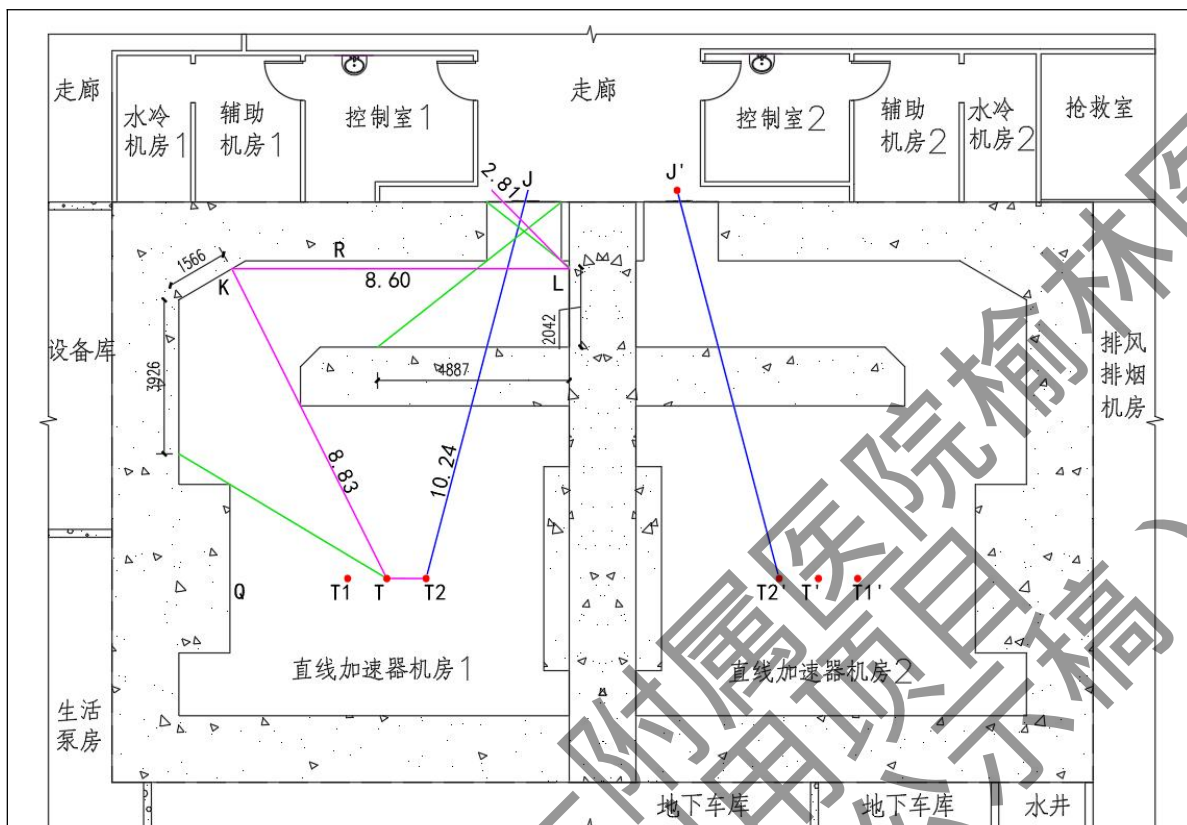 走廊
水冷
机房1
辅助
机房1
控制室1
走廊
控制室2
辅助
机房2
水冷
机房2
抢救室
2.81
J
J'
1566
R
K
8.60
L
2042
设备库
3926
4887
排风
排烟
机房
8.83
10.24
Q
T1
T
T2
T2'
T'
T1'
直线加速器机房1
直线加速器机房2
生活
泵房
地下车库
地下车库
水井
附属医院榆林医
用项目
公示稿）